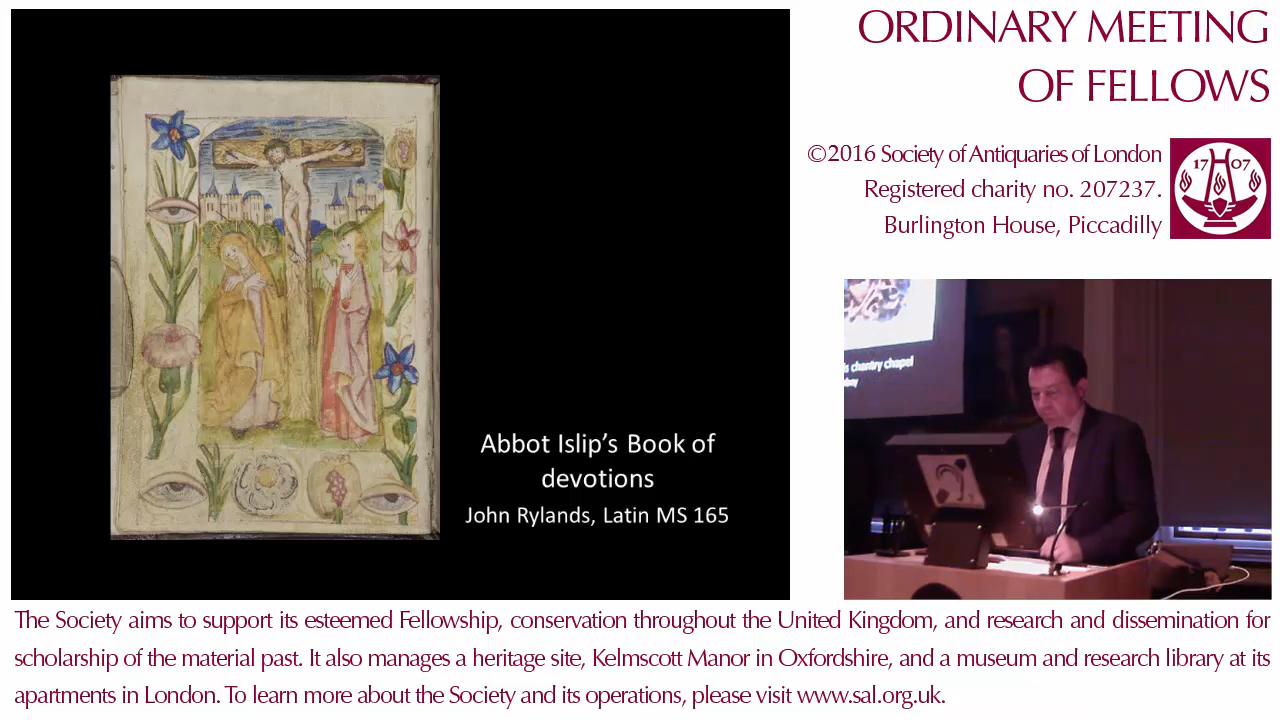 ORDINARY MEETING
OF FELLOWS
©2016 Society of Antiquaries of London
Registered charity no. 207237.
Burlington House, Piccadilly
17 07
Abbot Islip's Book of
devotions
John Rylands, Latin MS 165
is chantry chapel
The Society aims to support its esteemed Fellowship, conservation throughout the United Kingdom, and research and dissemination for
scholarship of the material past. It also manages a heritage site, Kelmscott Manor in Oxfordshire, and a museum and research library at its
apartments in London. To learn more about the Society and its operations, please visit www.sal.org.uk.